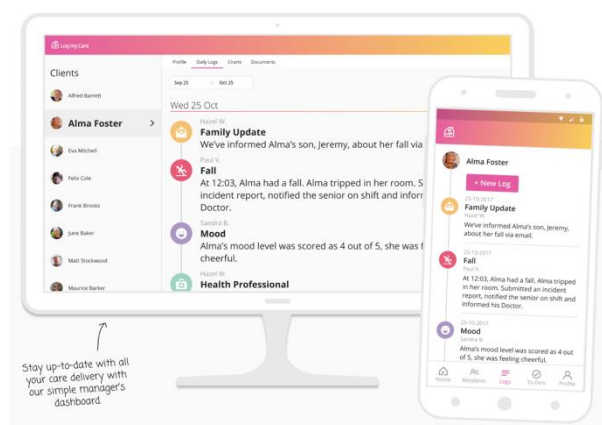 Log my Care
Profile Daily Logs Charts Documents
Clients
Sep 25 Oct 25
Alfred Barrett
Wed 25 Oct
Alma Foster
Hazel W.
Family Update
We've informed Alma's son, Jeremy, about her fall via
Eva Mitchell
Paul V.
Fall
At 12:03, Alma had a fall. Alma tripped in her room. S
incident report, notified the senior on shift and inform
Doctor.
Felix Cole
Frank Brooks
Sandra B.
Mood
Alma's mood level was scored as 4 out of 5, she was f
cheerful.
June Baker
Matt Stockwood
Hazel W.
Health Professional
Maurice Barker
Alma Foster
+ New Log
25-10-2017
Family Update
Hazel W.
We've informed Alma's son, Jeremy,
about her fall via email.
25-10-2017
Fall
Paul V.
At 12:03, Alma had a fall. Alma tripped
in her room. Submitted an incident
report, notified the senior on shift and
informed his Doctor.
25-10-2017
Mood
Sandra B.
Alma's mood level was scored as 4 out
of 5, she was feeling cheerful.
Home Residents Logs To Do's Profile
Stay up-to-date with all
your care delivery with
our simple manager's
dashboard